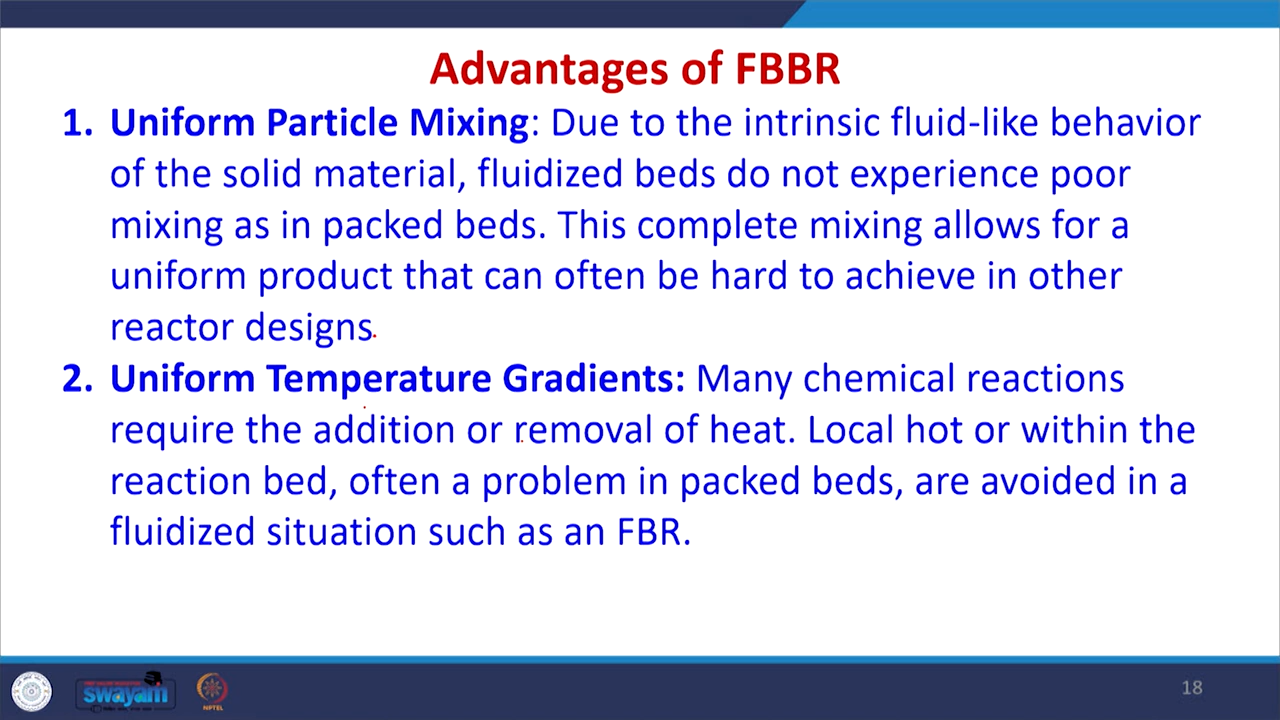 Advantages of FBBR
1. Uniform Particle Mixing: Due to the intrinsic fluid-like behavior
of the solid material, fluidized beds do not experience poor
mixing as in packed beds. This complete mixing allows for a
uniform product that can often be hard to achieve in other
reactor designs.
2. Uniform Temperature Gradients: Many chemical reactions
require the addition or removal of heat. Local hot or within the
reaction bed, often a problem in packed beds, are avoided in a
fluidized situation such as an FBR.
swayam
NPTEL
18